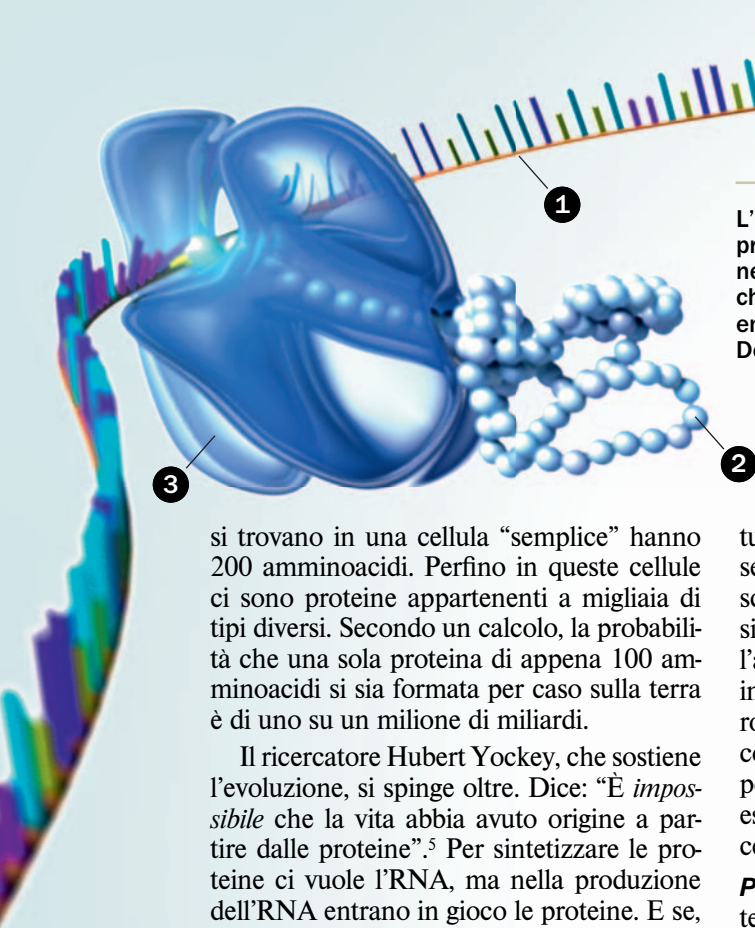 1
L’
pr
ne
ch
er
De
2
3
si trovano in una cellula “semplice” hanno
200 amminoacidi. Perfino in queste cellule
ci sono proteine appartenenti a migliaia di
tipi diversi. Secondo un calcolo, la probabili-
tà che una sola proteina di appena 100 am-
minoacidi si sia formata per caso sulla terra
è di uno su un milione di miliardi.
Il ricercatore Hubert Yockey, che sostiene
l’evoluzione, si spinge oltre. Dice: “È impos-
sibile che la vita abbia avuto origine a par-
tire dalle proteine”.⁵ Per sintetizzare le pro-
teine ci vuole l’RNA, ma nella produzione
dell’RNA entrano in gioco le proteine. E se,
tu
se
sc
si
l’a
in
ro
co
pe
es
co
P
te